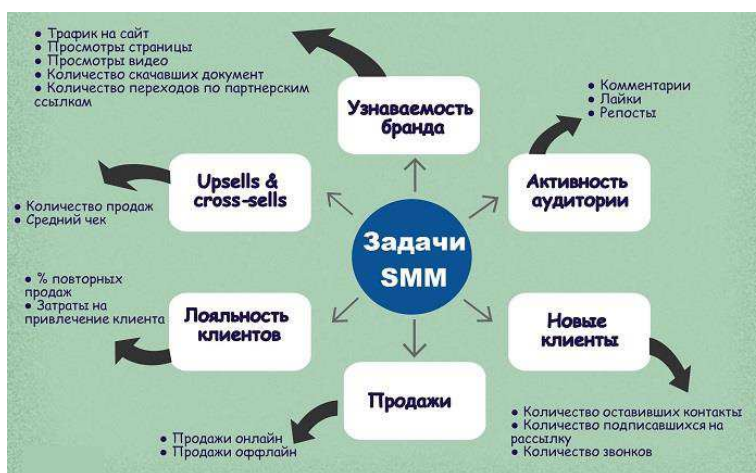 ● Трафик на сайт
● Просмотры страницы
● Просмотры видео
● Количество скачавших документ
● Количество переходов по партнерским
ссылкам
Узнаваемость
бренда
● Комментарии
● Лайки
● Репосты
Upsells &
cross-sells
Активность
аудитории
● Количество продаж
● Средний чек
Задачи
SMM
● % повторных
продаж
● Затраты на
привлечение клиента
Лояльность
клиентов
Новые
клиенты
Продажи
● Продажи онлайн
● Продажи оффлайн
● Количество оставивших контакты
● Количество подписавшихся на
рассылку
● Количество звонков